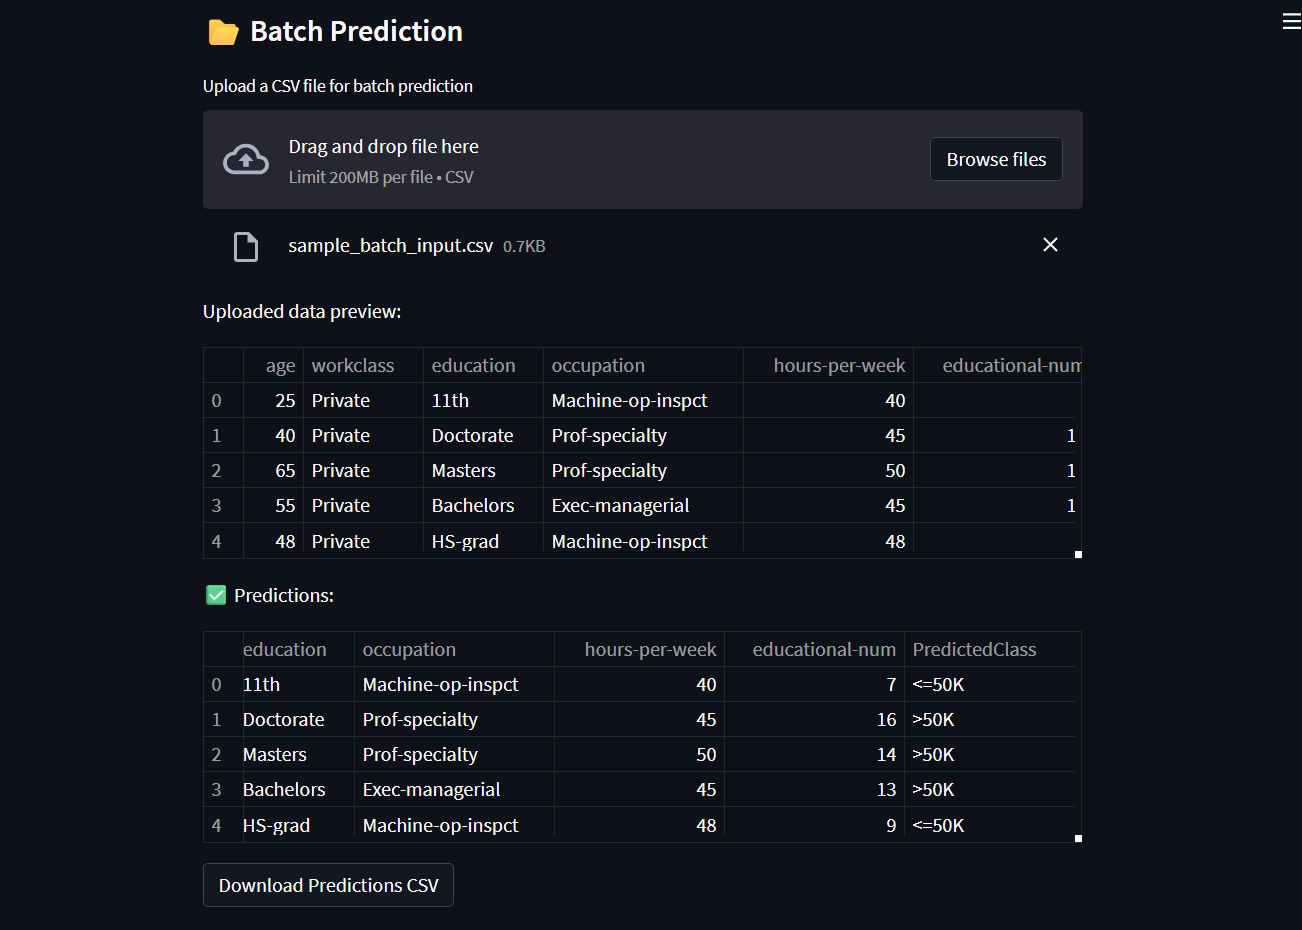 Batch Prediction
Upload a CSV file for batch prediction
Drag and drop file here
Limit 200MB per file • CSV
Browse files
sample_batch_input.csv 0.7KB
Uploaded data preview:
age workclass education occupation hours-per-week educational-num
0 25 Private 11th Machine-op-inspct 40
1 40 Private Doctorate Prof-specialty 45 1
2 65 Private Masters Prof-specialty 50 1
3 55 Private Bachelors Exec-managerial 45 1
4 48 Private HS-grad Machine-op-inspct 48
Predictions:
education occupation hours-per-week educational-num PredictedClass
0 11th Machine-op-inspct 40 7 <=50K
1 Doctorate Prof-specialty 45 16 >50K
2 Masters Prof-specialty 50 14 >50K
3 Bachelors Exec-managerial 45 13 >50K
4 HS-grad Machine-op-inspct 48 9 <=50K
Download Predictions CSV